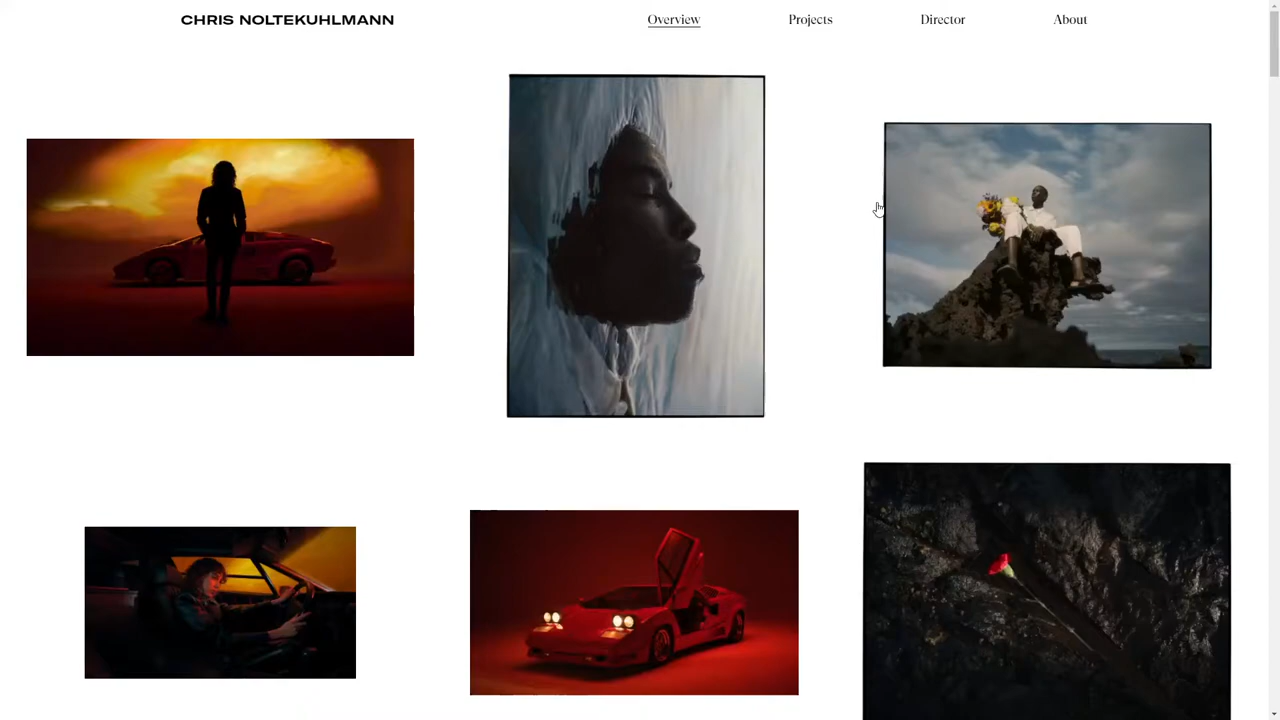 CHRIS NOLTEKUHLMANN
Overview
Projects
Director
About